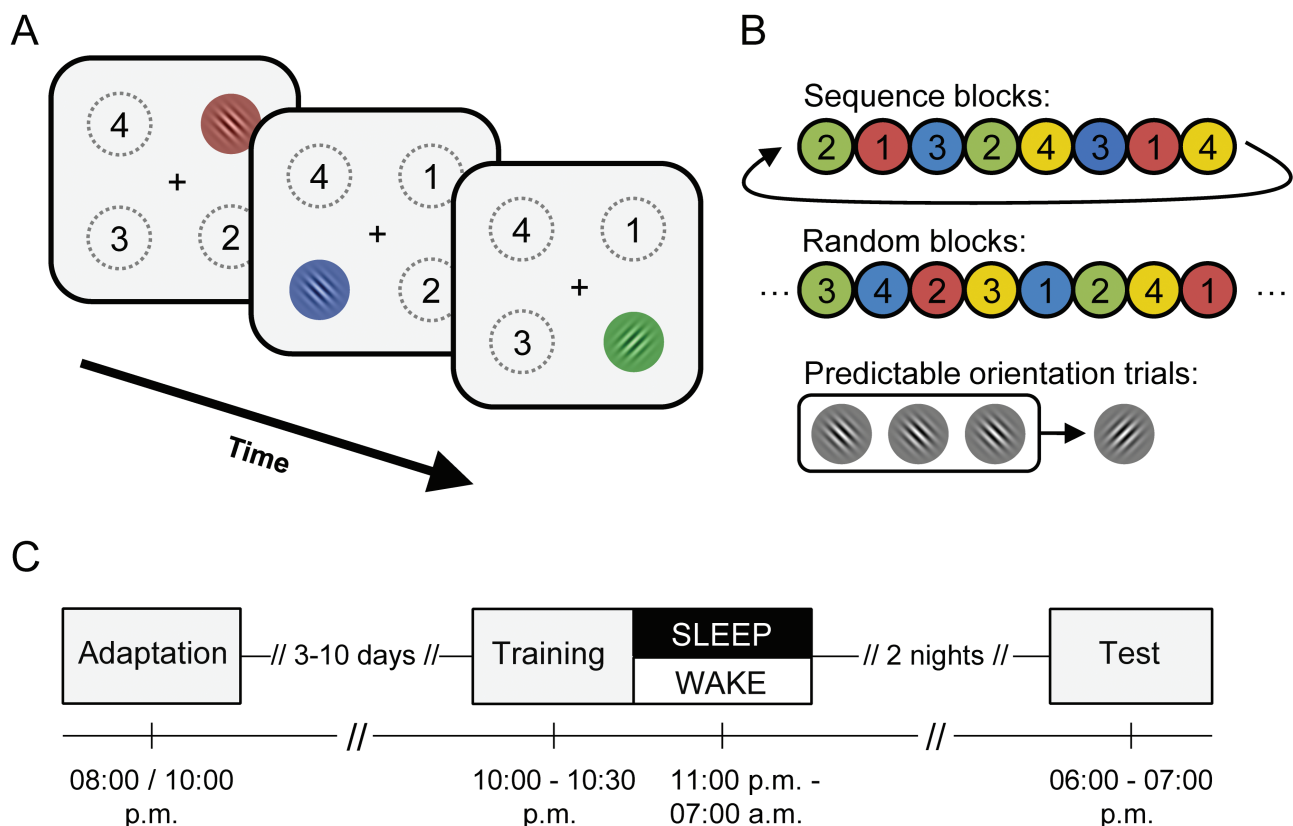 A
4
+
3 2
4 1
+
2
4 1
+
3
Time
B
Sequence blocks:
2 1 3 2 4 3 1 4
Random blocks:
... 3 4 2 3 1 2 4 1 ...
Predictable orientation trials:
C
Adaptation
// 3-10 days //
Training
SLEEP
WAKE
// 2 nights //
Test
// //
08:00 / 10:00
p.m.
10:00 - 10:30
p.m.
11:00 p.m. -
07:00 a.m.
06:00 - 07:00
p.m.